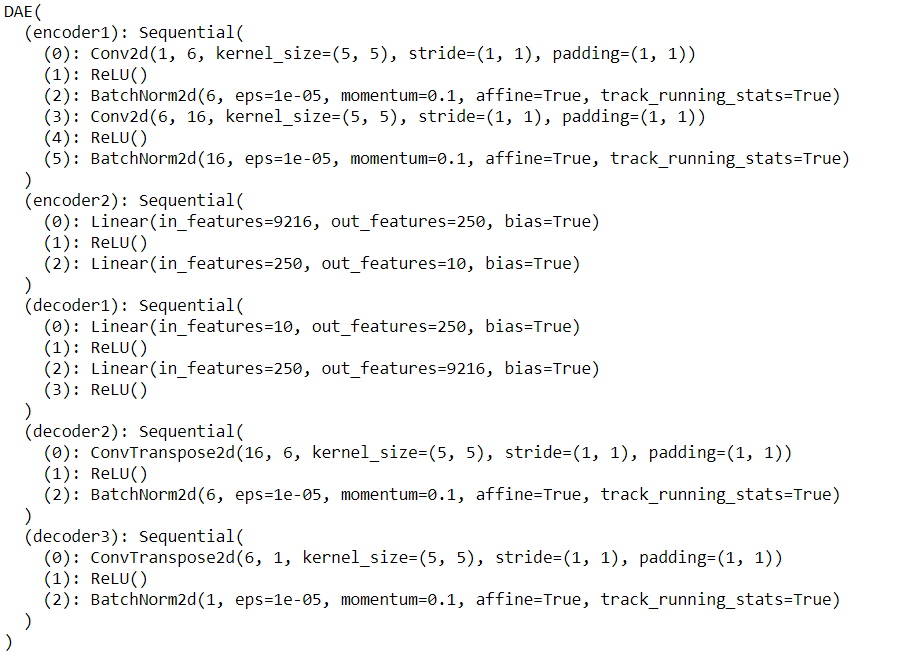 DAE(
  (encoder1): Sequential(
    (0): Conv2d(1, 6, kernel_size=(5, 5), stride=(1, 1), padding=(1, 1))
    (1): ReLU()
    (2): BatchNorm2d(6, eps=1e-05, momentum=0.1, affine=True, track_running_stats=True)
    (3): Conv2d(6, 16, kernel_size=(5, 5), stride=(1, 1), padding=(1, 1))
    (4): ReLU()
    (5): BatchNorm2d(16, eps=1e-05, momentum=0.1, affine=True, track_running_stats=True)
  )
  (encoder2): Sequential(
    (0): Linear(in_features=9216, out_features=250, bias=True)
    (1): ReLU()
    (2): Linear(in_features=250, out_features=10, bias=True)
  )
  (decoder1): Sequential(
    (0): Linear(in_features=10, out_features=250, bias=True)
    (1): ReLU()
    (2): Linear(in_features=250, out_features=9216, bias=True)
    (3): ReLU()
  )
  (decoder2): Sequential(
    (0): ConvTranspose2d(16, 6, kernel_size=(5, 5), stride=(1, 1), padding=(1, 1))
    (1): ReLU()
    (2): BatchNorm2d(6, eps=1e-05, momentum=0.1, affine=True, track_running_stats=True)
  )
  (decoder3): Sequential(
    (0): ConvTranspose2d(6, 1, kernel_size=(5, 5), stride=(1, 1), padding=(1, 1))
    (1): ReLU()
    (2): BatchNorm2d(1, eps=1e-05, momentum=0.1, affine=True, track_running_stats=True)
  )
)